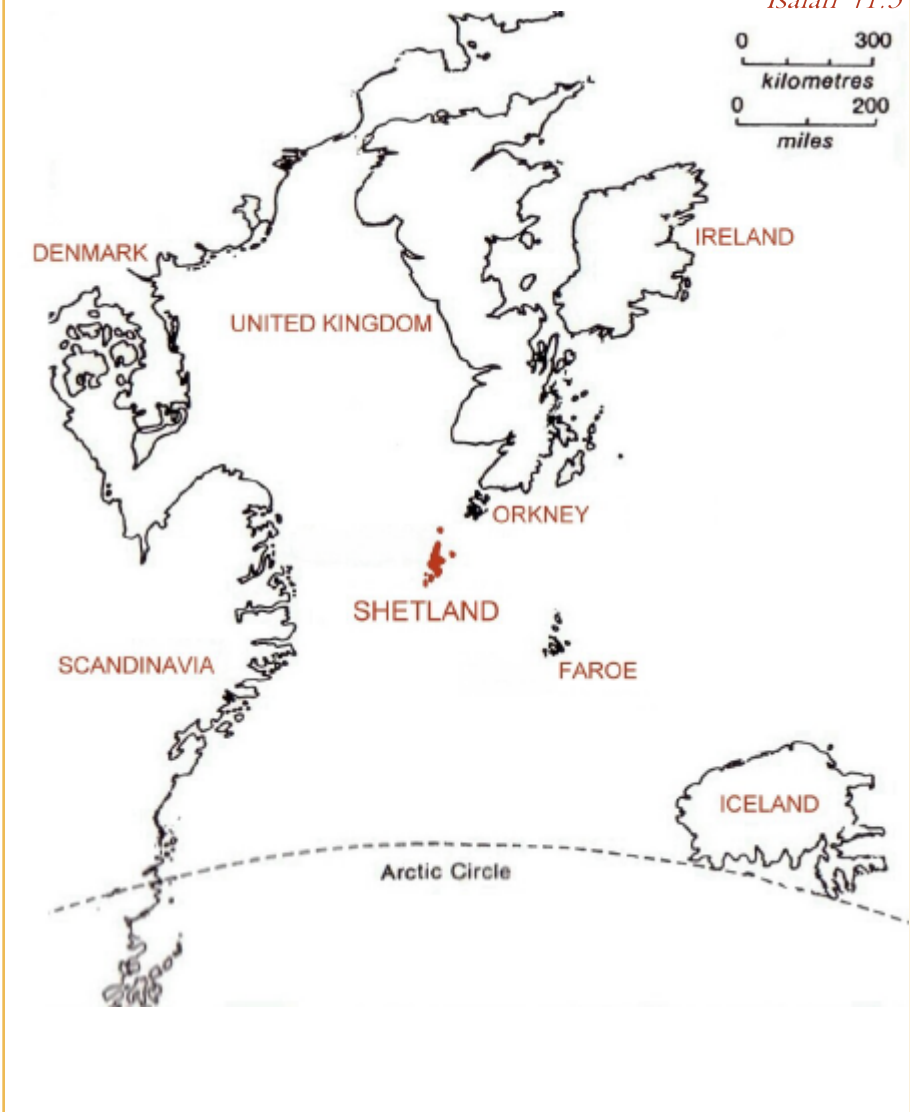 0 300
kilometres
0 200
miles
IRELAND
DENMARK
UNITED KINGDOM
ORKNEY
SHETLAND
SCANDINAVIA
FAROE
ICELAND
Arctic Circle